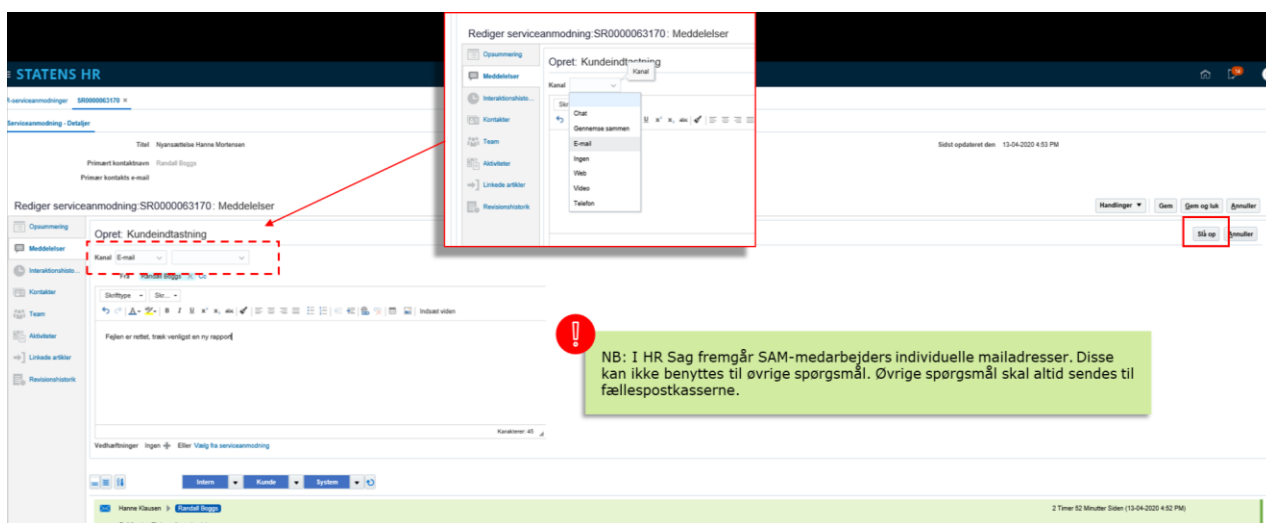 Rediger serviceanmodning:SR0000063170: Meddelelser
Opsummering
Meddelelser
Interaktionshisto...
Kontakter
Team
Aktiviteter
Linkede artikler
Revisionshistorik
Opret: Kundeindtastning
Kanal
Kanal
Chat
Gennemse sammen
E-mail
Ingen
Web
Video
Telefon
STATENS HR
serviceanmodninger SR0000063170 ×
Serviceanmodning - Detaljer
Titel Nyansættelse Hanne Mortensen
Sidst opdateret den 13-04-2020 4:53 PM
Primært kontaktnavn Randall Boggs
Primær kontakts e-mail
Rediger serviceanmodning:SR0000063170: Meddelelser
Handlinger Gem Gem og luk Annuller
Opsummering
Meddelelser
Interaktionshisto...
Kontakter
Team
Aktiviteter
Linkede artikler
Revisionshistorik
Opret: Kundeindtastning
Slå op Annuller
Kanal E-mail
Fra Randall Boggs
Skrifttype Skr...
Indsæt viden
Fejlen er rettet, træk venligst en ny rapport
Karakterer: 45
Vedhæftninger Ingen Eller Vælg fra serviceanmodning
NB: I HR Sag fremgår SAM-medarbejders individuelle mailadresser. Disse
kan ikke benyttes til øvrige spørgsmål. Øvrige spørgsmål skal altid sendes til
fællespostkasserne.
Intern Kunde System
Hanne Klausen Randall Boggs
2 Timer 52 Minutter Siden (13-04-2020 4:52 PM)